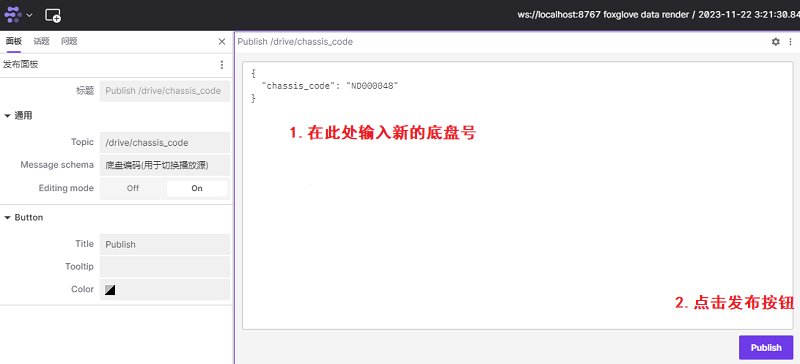 ws://localhost:8767 foxglove data render / 2023-11-22 3:21:30.84
面板 话题 问题
发布面板
标题 Publish /drive/chassis_code
通用
Topic /drive/chassis_code
Message schema 底盘编码(用于切换播放源)
Editing mode Off On
Button
Title Publish
Tooltip
Color
Publish /drive/chassis_code
{
"chassis_code": "ND000048"
}
1. 在此处输入新的底盘号
2. 点击发布按钮
Publish